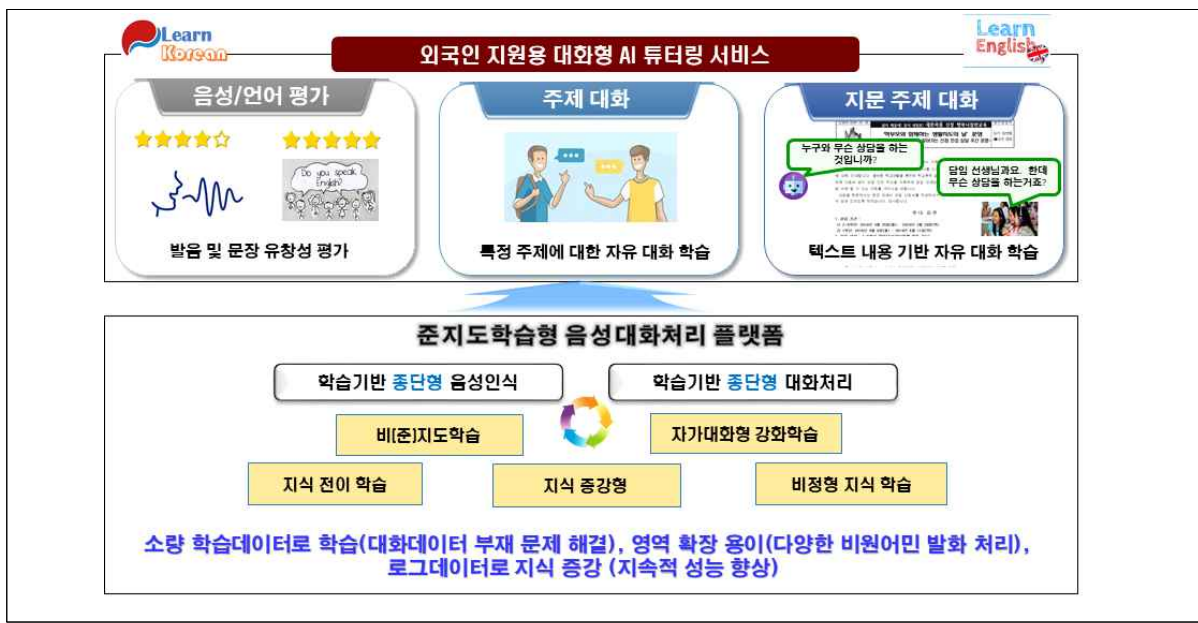 Learn
Korean
외국인 지원용 대화형 AI 튜터링 서비스
Learn
English
음성/언어 평가
Do you speak
English?
발음 및 문장 유창성 평가
주제 대화
특정 주제에 대한 자유 대화 학습
지문 주제 대화
누구와 무슨 상담을 하는
것입니까?
담임 선생님과요. 한데
무슨 상담을 하는거죠?
텍스트 내용 기반 자유 대화 학습
준지도학습형 음성대화처리 플랫폼
학습기반 종단형 음성인식
학습기반 종단형 대화처리
비(준)지도학습
자가대화형 강화학습
지식 전이 학습
지식 증강형
비정형 지식 학습
소량 학습데이터로 학습(대화데이터 부재 문제 해결), 영역 확장 용이(다양한 비원어민 발화 처리),
로그데이터로 지식 증강 (지속적 성능 향상)